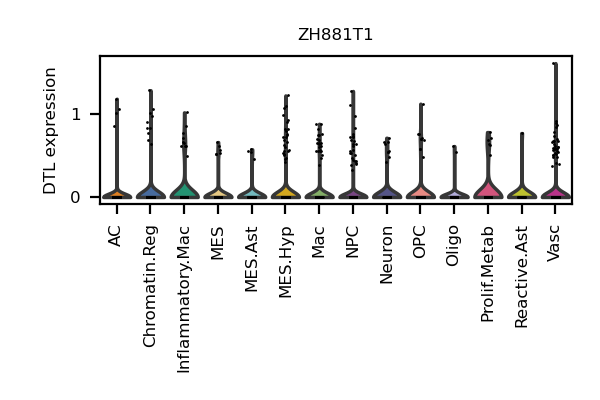 ZH881T1
DTL expression
1
0
AC
Chromatin.Reg
Inflammatory.Mac
MES
MES.Ast
MES.Hyp
Mac
NPC
Neuron
OPC
Oligo
Prolif.Metab
Reactive.Ast
Vasc